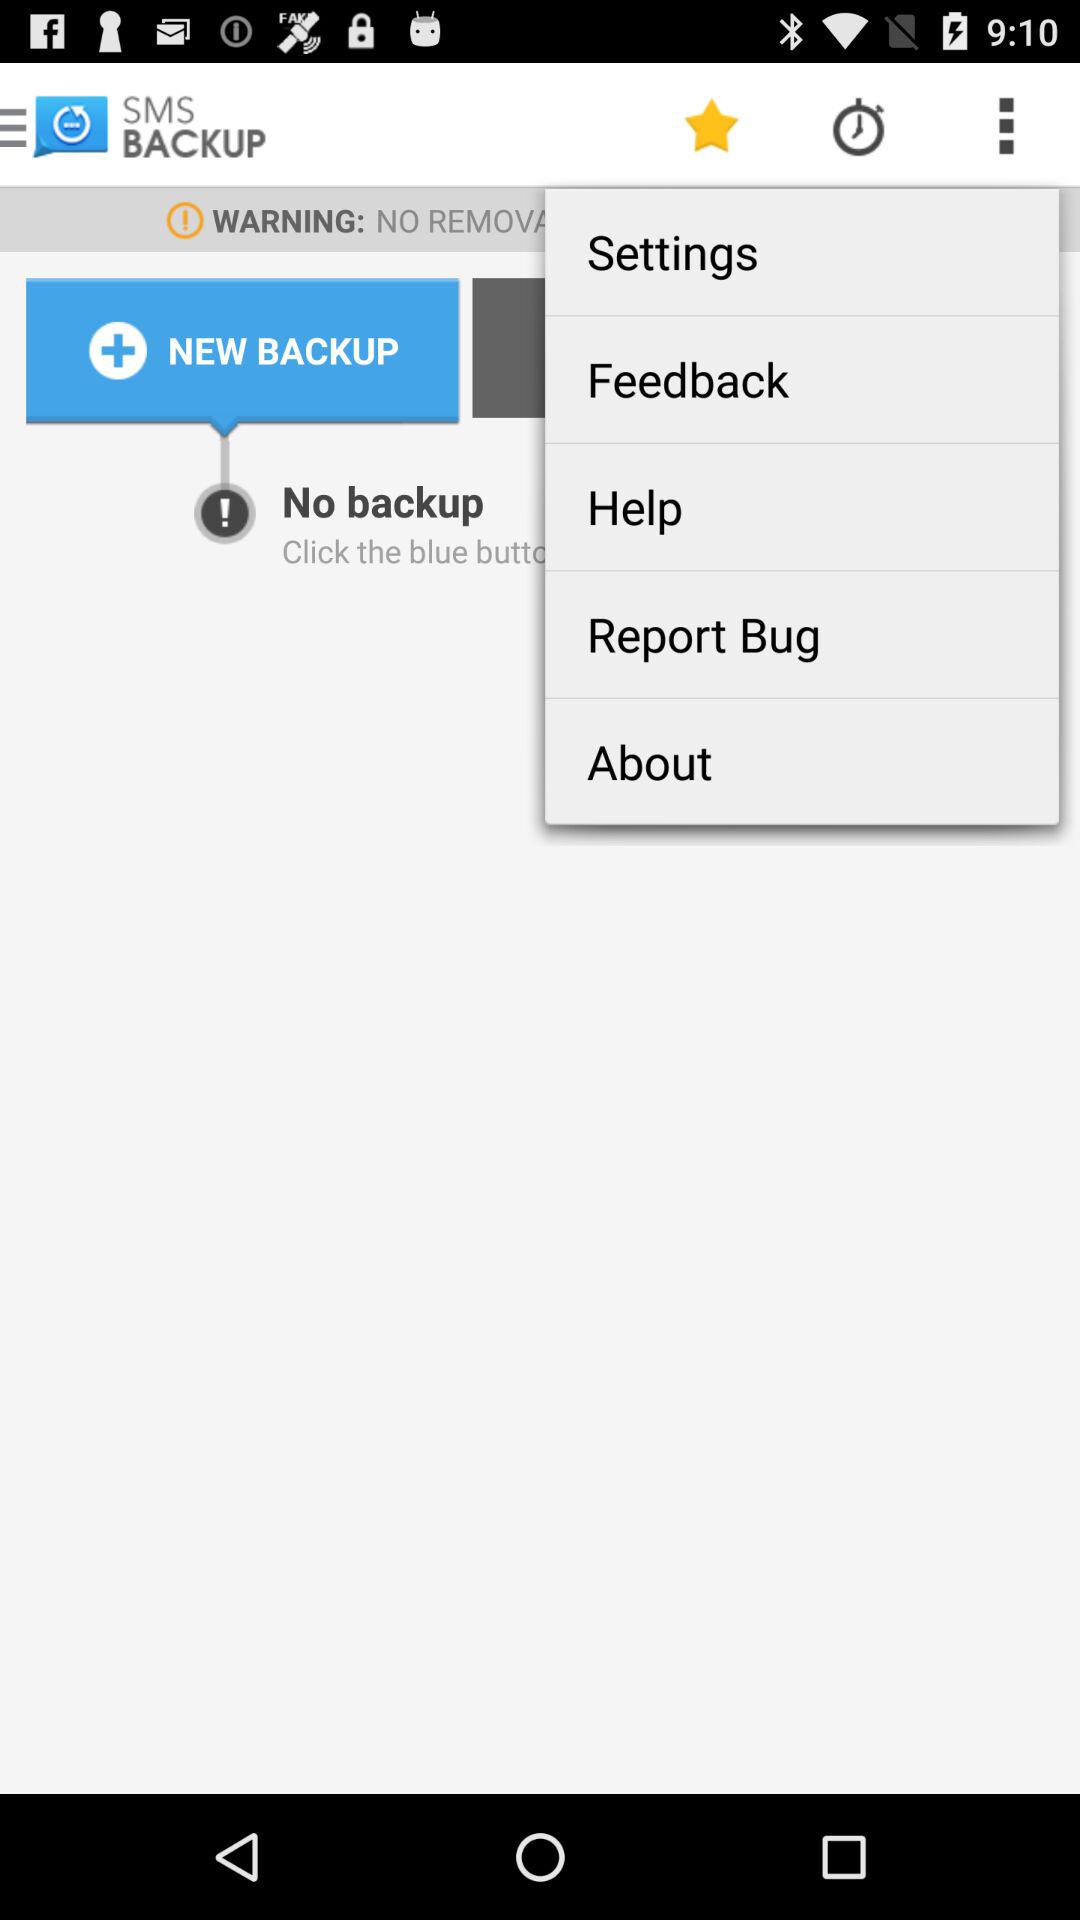 FAKE
9:10
SMS
BACKUP
WARNING: NO REMOVA
Settings
NEW BACKUP
Feedback
No backup
Click the blue butto
Help
Report Bug
About